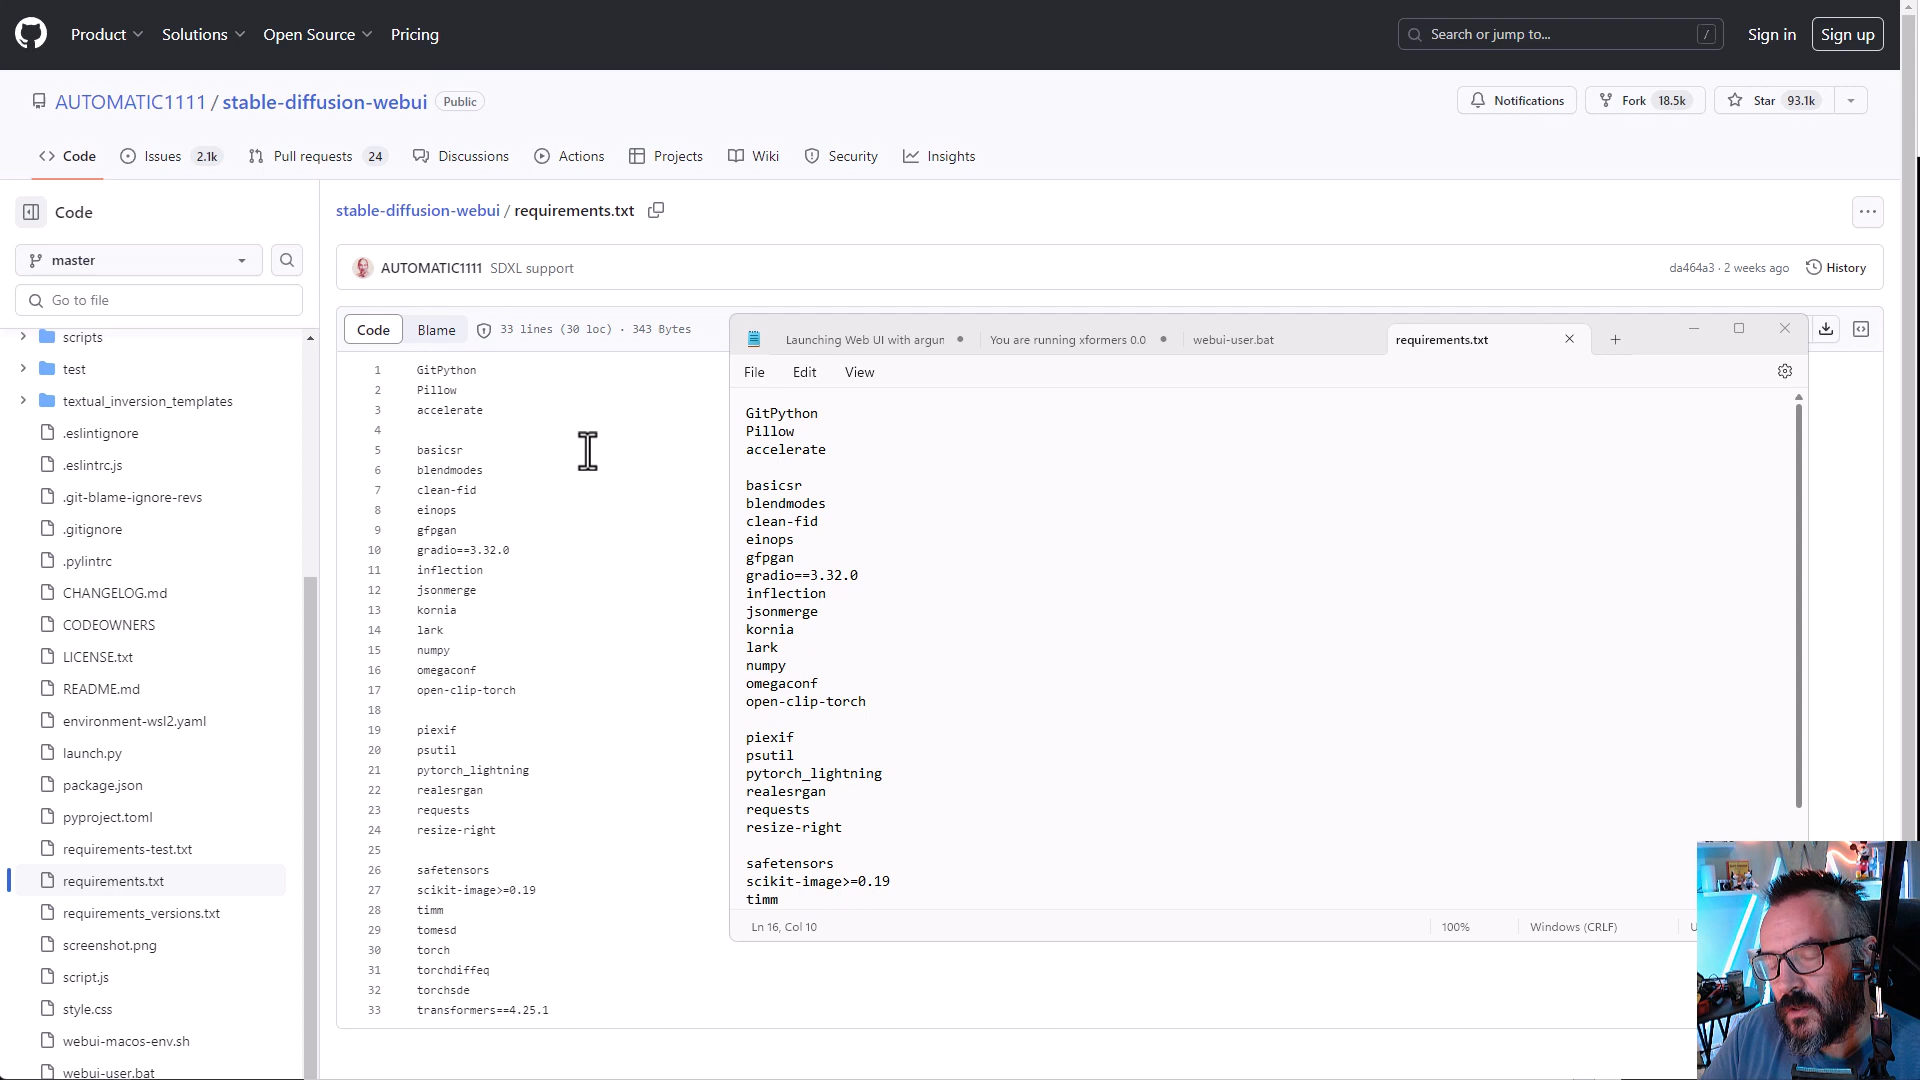 Product Solutions Open Source Pricing Search or jump to... / Sign in Sign up
AUTOMATIC1111 / stable-diffusion-webui Public Notifications Fork 18.5k Star 93.1k
Code Issues 2.1k Pull requests 24 Discussions Actions Projects Wiki Security Insights
Code
master
Go to file
scripts
test
textual_inversion_templates
.eslintignore
.eslintrc.js
.git-blame-ignore-revs
.gitignore
.pylintrc
CHANGELOG.md
CODEOWNERS
LICENSE.txt
README.md
environment-wsl2.yaml
launch.py
package.json
pyproject.toml
requirements-test.txt
requirements.txt
requirements_versions.txt
screenshot.png
script.js
style.css
webui-macos-env.sh
webui-user.bat
stable-diffusion-webui / requirements.txt
AUTOMATIC1111 SDXL support da464a3 · 2 weeks ago History
Code Blame 33 lines (30 loc) · 343 Bytes
1 GitPython
2 Pillow
3 accelerate
4
5 basicsr
6 blendmodes
7 clean-fid
8 einops
9 gfpgan
10 gradio==3.32.0
11 inflection
12 jsonmerge
13 kornia
14 lark
15 numpy
16 omegaconf
17 open-clip-torch
18
19 piexif
20 psutil
21 pytorch_lightning
22 realesrgan
23 requests
24 resize-right
25
26 safetensors
27 scikit-image>=0.19
28 timm
29 tomesd
30 torch
31 torchdiffeq
32 torchsde
33 transformers==4.25.1
Launching Web UI with argun You are running xformers 0.0 webui-user.bat requirements.txt
File Edit View
GitPython
Pillow
accelerate
basicsr
blendmodes
clean-fid
einops
gfpgan
gradio==3.32.0
inflection
jsonmerge
kornia
lark
numpy
omegaconf
open-clip-torch
piexif
psutil
pytorch_lightning
realesrgan
requests
resize-right
safetensors
scikit-image>=0.19
timm
Ln 16, Col 10 100% Windows (CRLF)